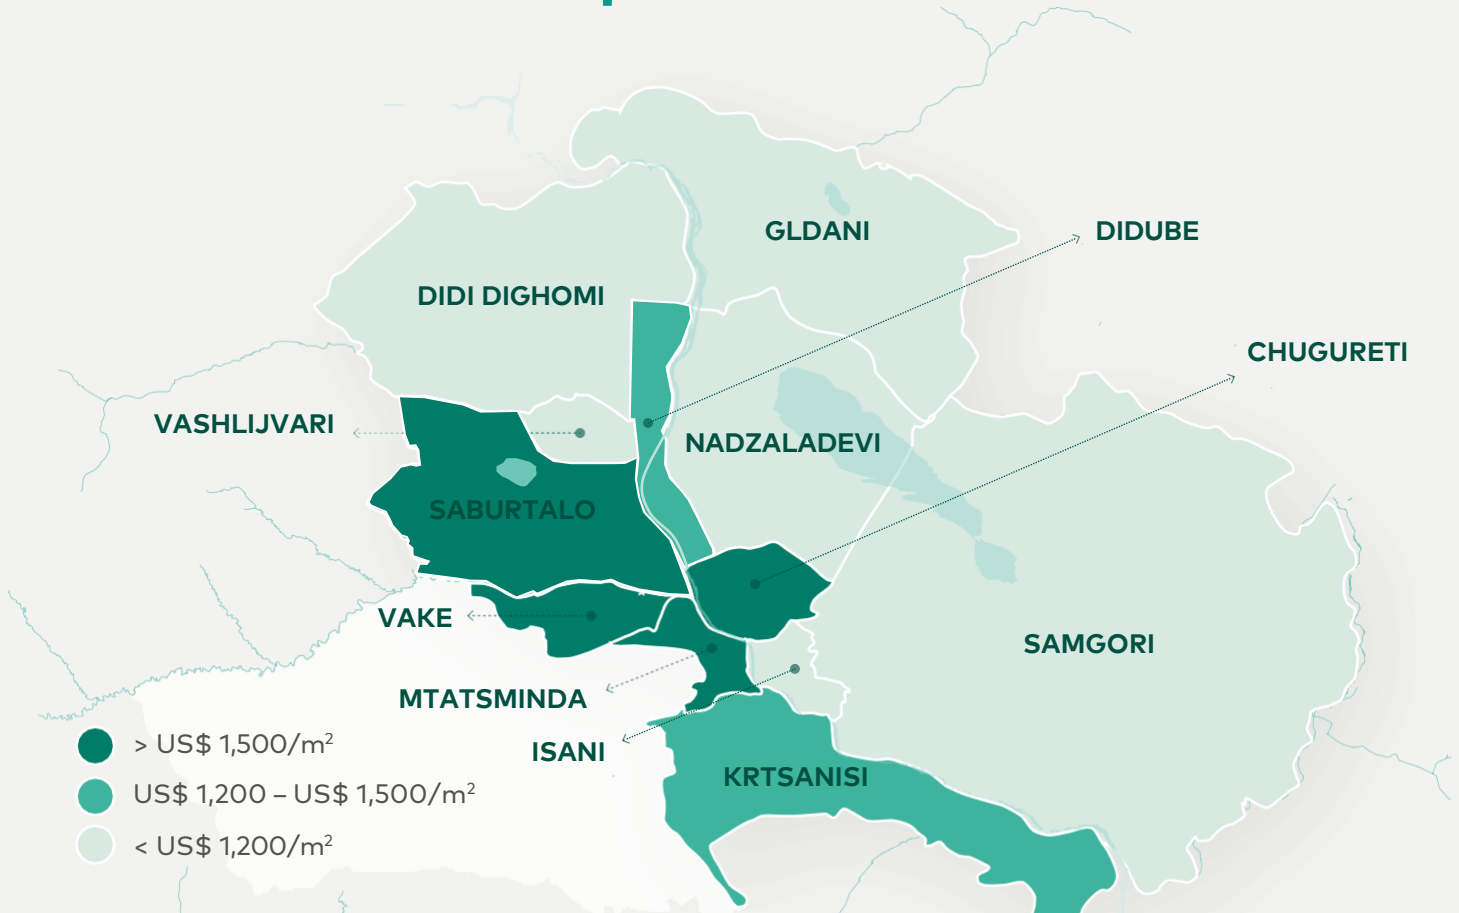 GLDANI
DIDUBE
DIDI DIGHOMI
CHUGURETI
VASHLIJVARI
NADZALADEVI
SABURTALO
VAKE
SAMGORI
MTATSMINDA
ISANI
KRTSANISI
> US$ 1,500/m²
US$ 1,200 – US$ 1,500/m²
< US$ 1,200/m²